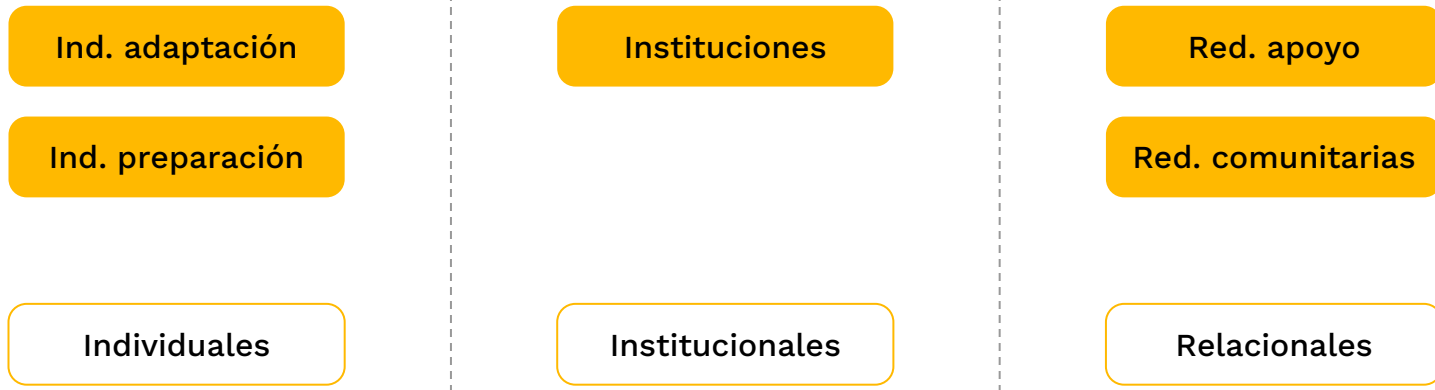 Ind. adaptación
Instituciones
Red. apoyo
Ind. preparación
Red. comunitarias
Individuales
Institucionales
Relacionales